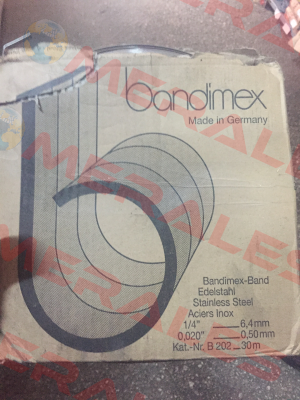 bandimex
Made in Germany
Bandimex-Band
Edelstahl
Stainless Steel
Aciers Inox
1/4" 6,4mm
0,020" 0,50mm
Kat.-Nr. B 202 30m
MERALES